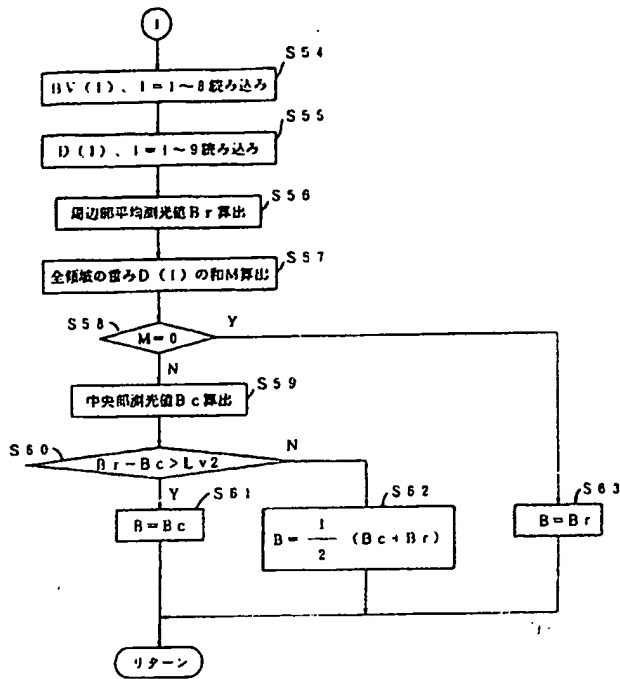 1
S54
BV(I)、I=1~8読み込み
S55
D(I)、I=1~9読み込み
S56
周辺部平均測光値Br算出
S57
全領域の重みD(I)の和M算出
S58
M=0
Y
N
S59
中央部測光値Bc算出
S60
Br-Bc>Lv2
N
Y
S61
B=Bc
S62
B=1/2(Bc+Br)
S63
B=Br
リターン